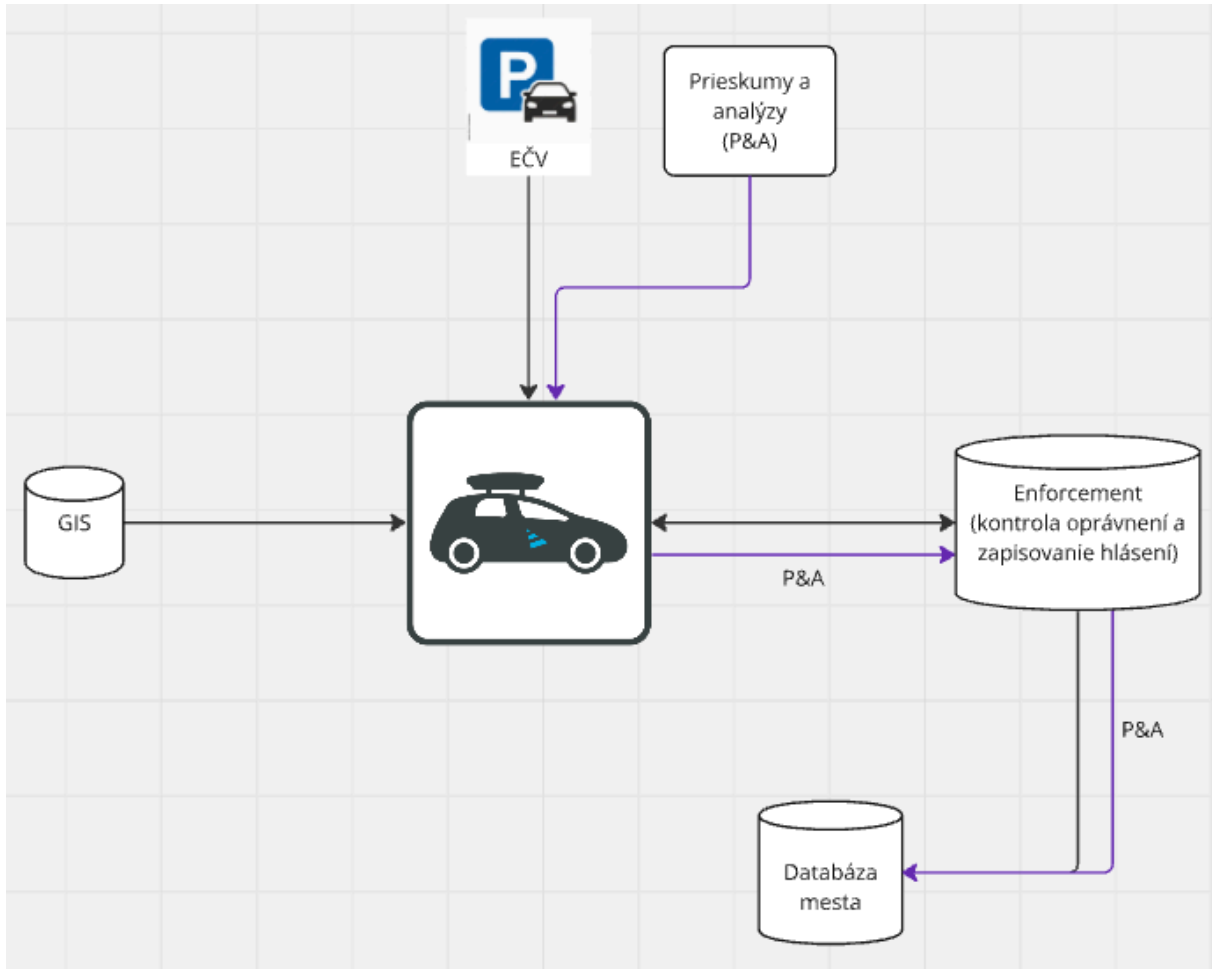 P
EČV
Prieskumy a
analýzy
(P&A)
GIS
Enforcement
(kontrola oprávnení a
zapisovanie hlásení)
P&A
P&A
Databáza
mesta